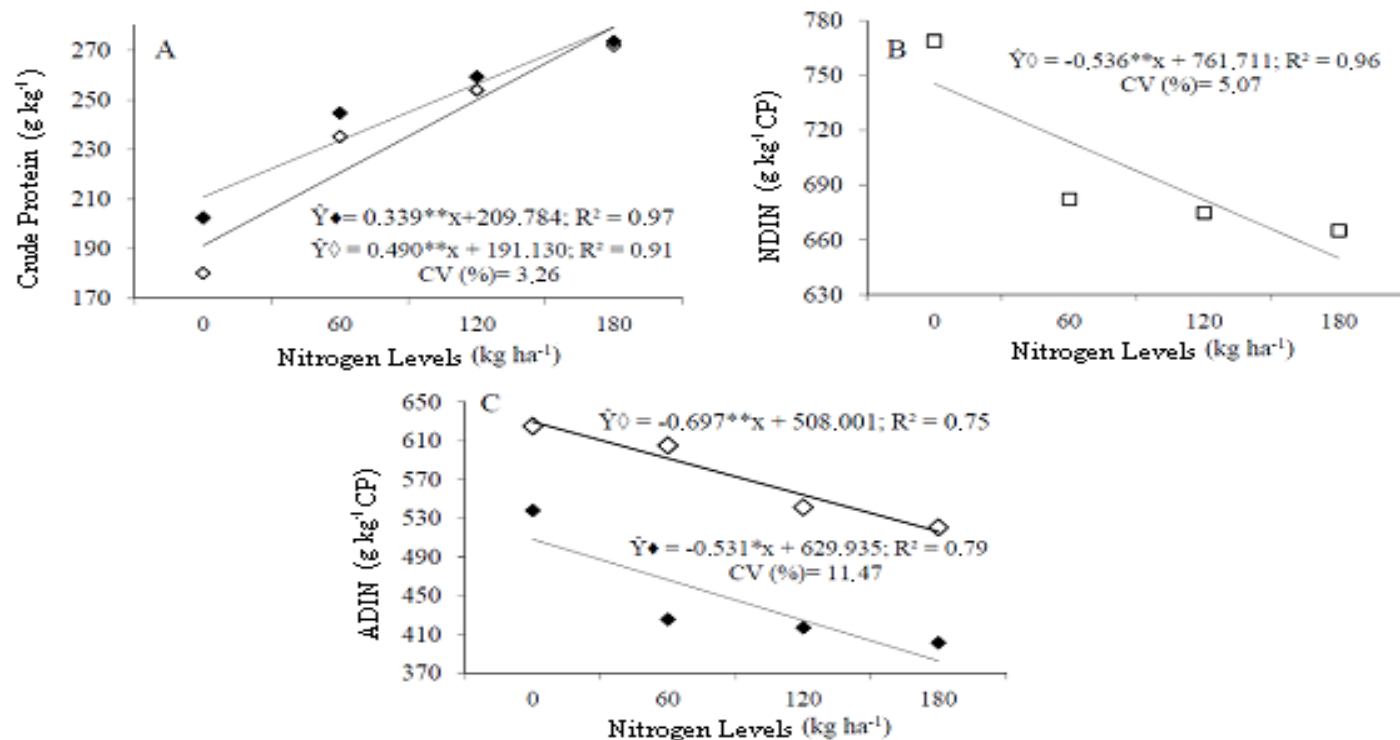 A
Crude Protein (g kg⁻¹)
270
250
230
210
190
170
Ŷ♦= 0.339**x+209.784; R² = 0.97
Ŷ◊ = 0.490**x + 191.130; R² = 0.91
CV (%)= 3.26
0 60 120 180
Nitrogen Levels (kg ha⁻¹)
B
NDIN (g kg⁻¹CP)
780
750
720
690
660
630
Ŷ◊ = -0.536**x + 761.711; R² = 0.96
CV (%)= 5.07
0 60 120 180
Nitrogen Levels (kg ha⁻¹)
C
ADIN (g kg⁻¹CP)
650
610
570
530
490
450
410
370
Ŷ◊ = -0.697**x + 508.001; R² = 0.75
Ŷ♦ = -0.531*x + 629.935; R² = 0.79
CV (%)= 11.47
0 60 120 180
Nitrogen Levels (kg ha⁻¹)